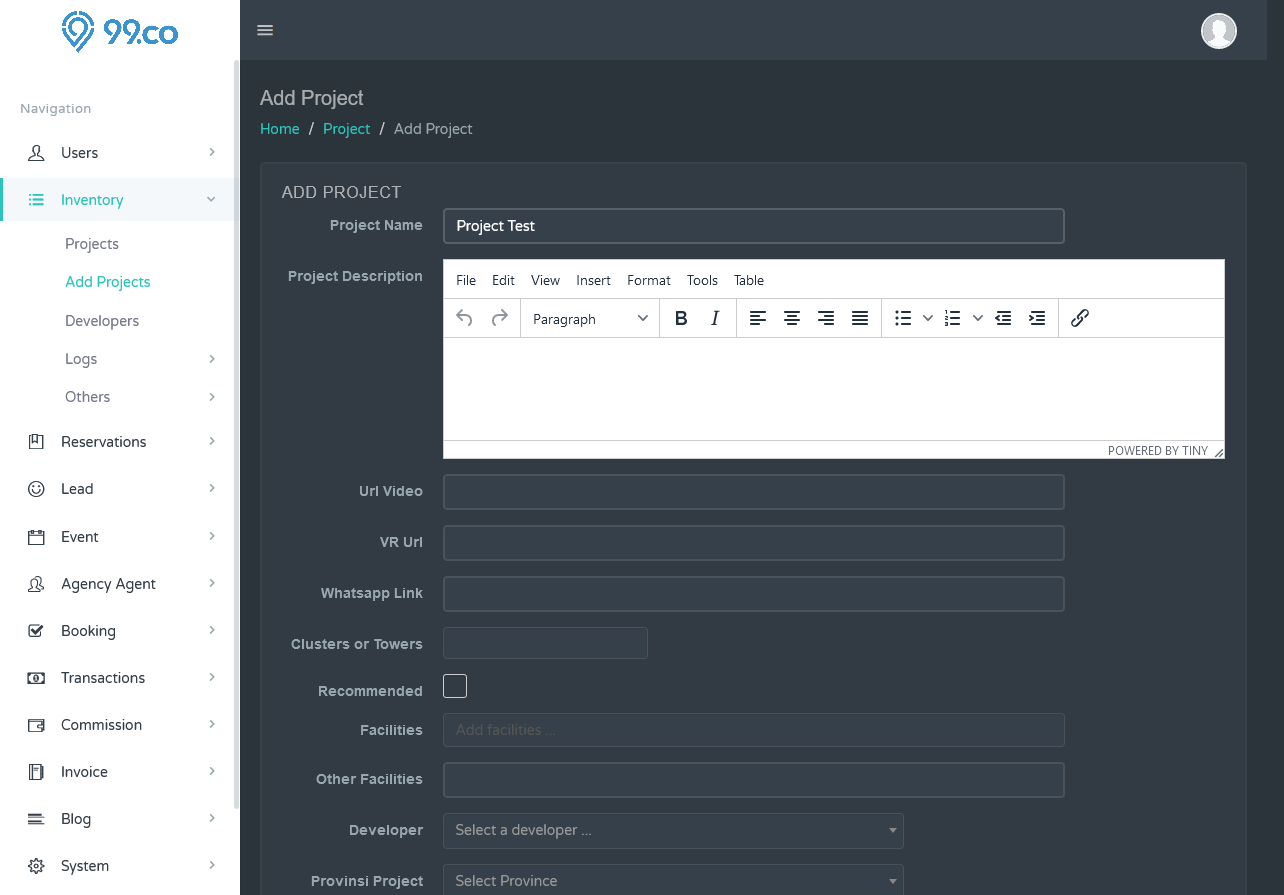 99.co
Navigation
Users
Inventory
Projects
Add Projects
Developers
Logs
Others
Reservations
Lead
Event
Agency Agent
Booking
Transactions
Commission
Invoice
Blog
System
Add Project
Home / Project / Add Project
ADD PROJECT
Project Name Project Test
Project Description
File Edit View Insert Format Tools Table
Paragraph B I
POWERED BY TINY
Url Video
VR Url
Whatsapp Link
Clusters or Towers
Recommended
Facilities Add facilities ...
Other Facilities
Developer Select a developer ...
Provinsi Project Select Province